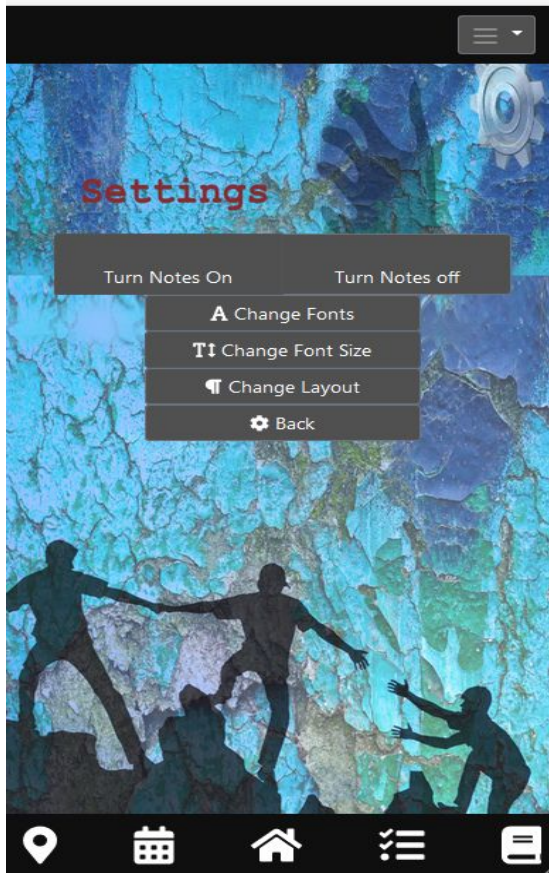 Settings
Turn Notes On Turn Notes off
A Change Fonts
T Change Font Size
¶ Change Layout
Back